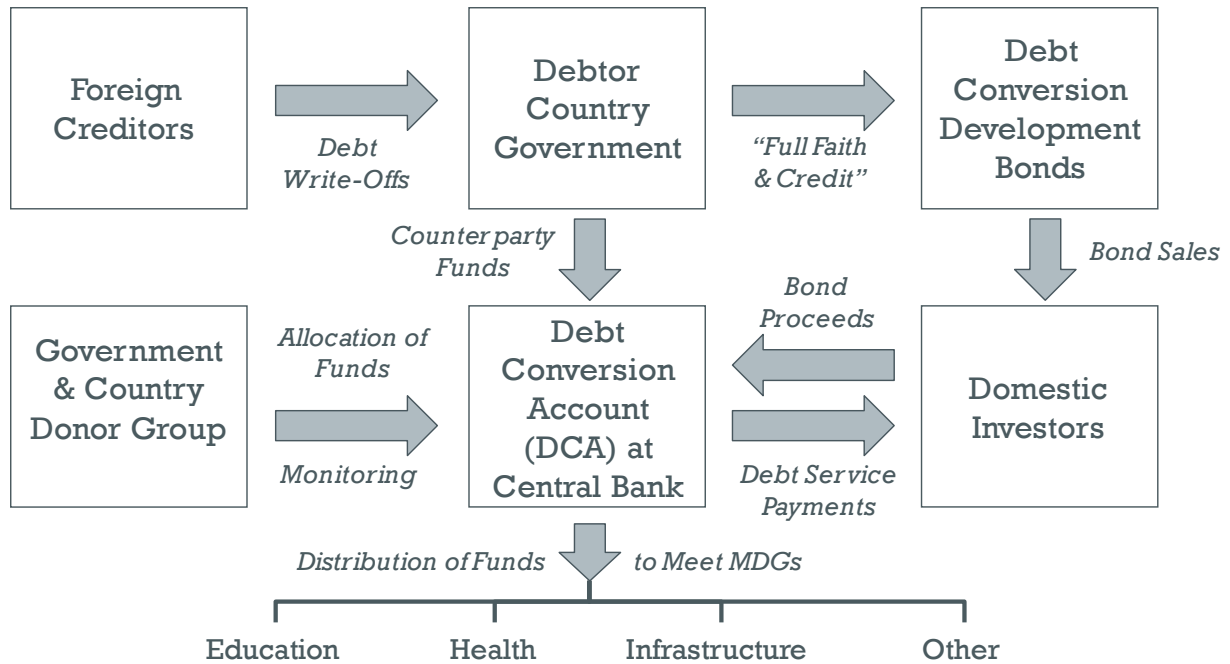 Foreign
Creditors
Debt
Write-Offs
Debtor
Country
Government
“Full Faith
& Credit”
Debt
Conversion
Development
Bonds
Counterparty
Funds
Bond Sales
Government
& Country
Donor Group
Allocation of
Funds
Monitoring
Debt
Conversion
Account
(DCA) at
Central Bank
Bond
Proceeds
Debt Service
Payments
Domestic
Investors
Distribution of Funds to Meet MDGs
Education Health Infrastructure Other